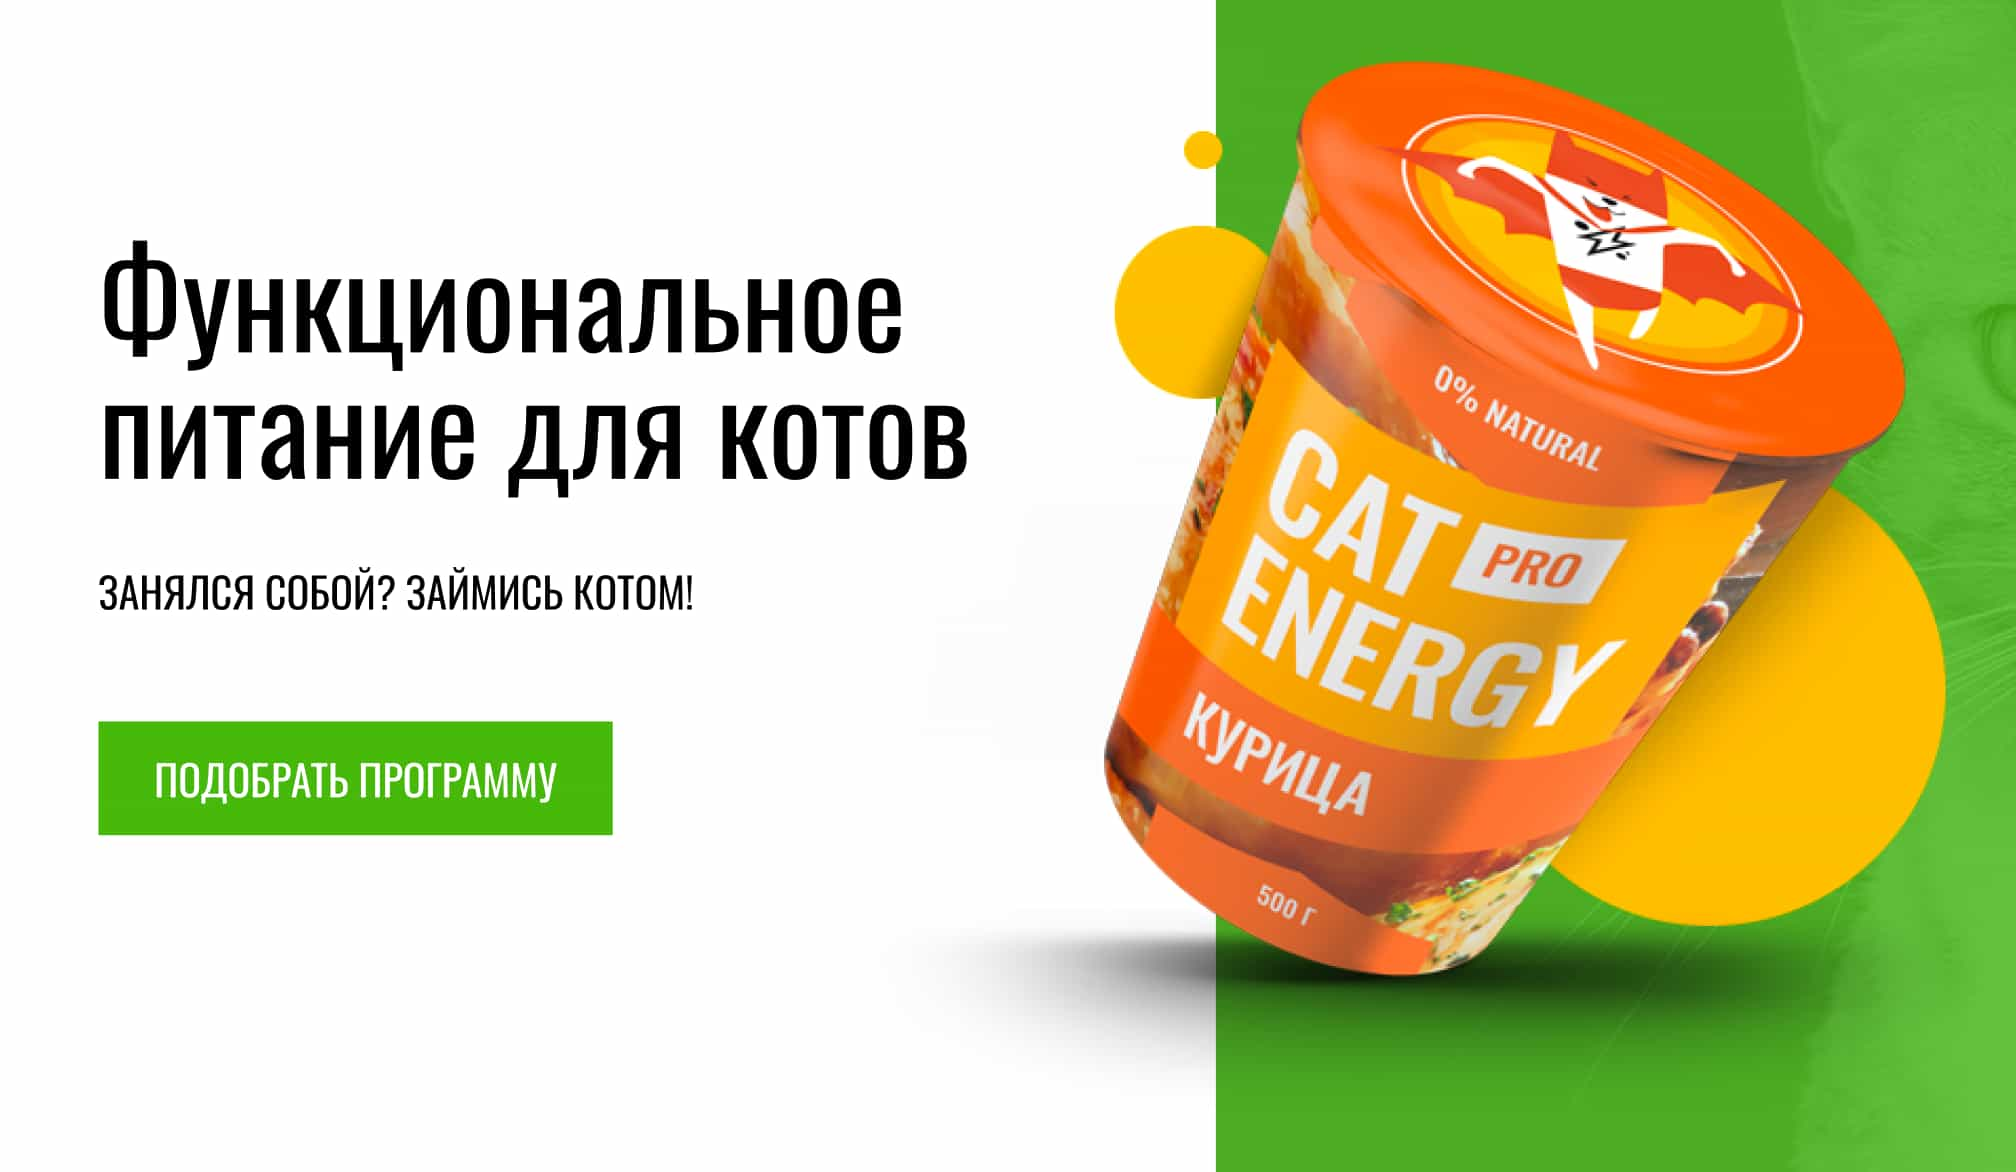 Функциональное
питание для котов
ЗАНЯЛСЯ СОБОЙ? ЗАЙМИСЬ КОТОМ!
ПОДОБРАТЬ ПРОГРАММУ
0% NATURAL
CAT PRO
ENERGY
КУРИЦА
500 Г